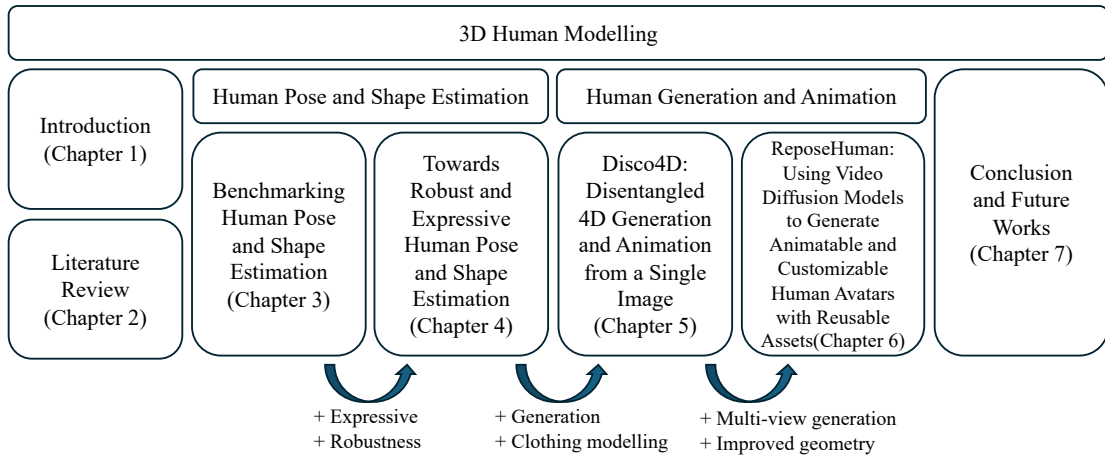 3D Human Modelling
Introduction
(Chapter 1)
Literature
Review
(Chapter 2)
Human Pose and Shape Estimation
Benchmarking
Human Pose
and Shape
Estimation
(Chapter 3)
Towards
Robust and
Expressive
Human Pose
and Shape
Estimation
(Chapter 4)
Human Generation and Animation
Disco4D:
Disentangled
4D Generation
and Animation
from a Single
Image
(Chapter 5)
ReposeHuman:
Using Video
Diffusion Models
to Generate
Animatable and
Customizable
Human Avatars
with Reusable
Assets(Chapter 6)
Conclusion
and Future
Works
(Chapter 7)
+ Expressive
+ Robustness
+ Generation
+ Clothing modelling
+ Multi-view generation
+ Improved geometry